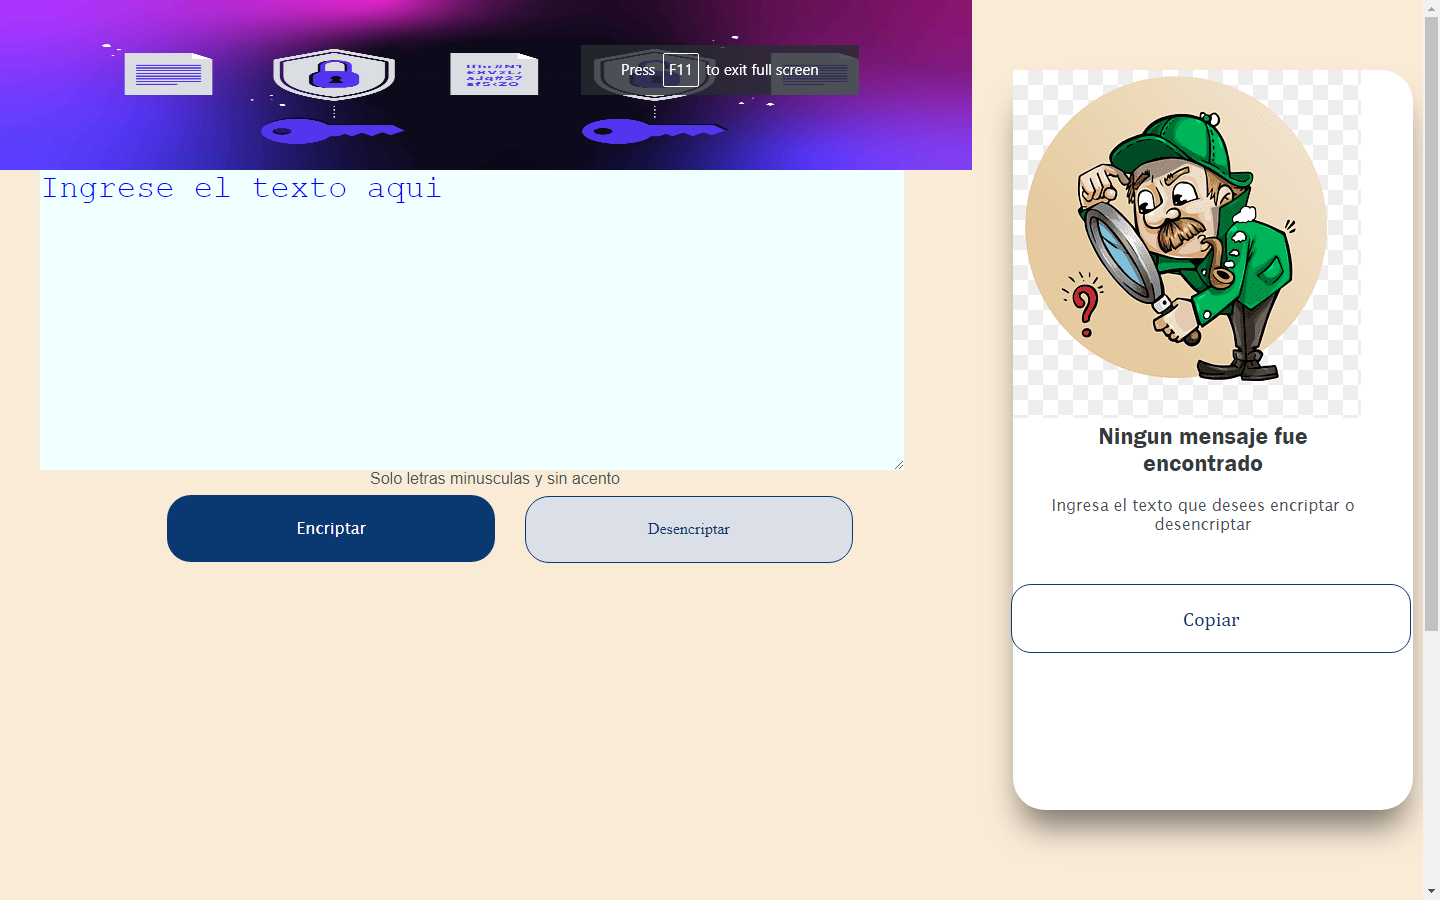 Press F11 to exit full screen
Ingrese el texto aqui
Solo letras minusculas y sin acento
Encriptar
Desencriptar
?
Ningun mensaje fue
encontrado
Ingresa el texto que desees encriptar o
desencriptar
Copiar